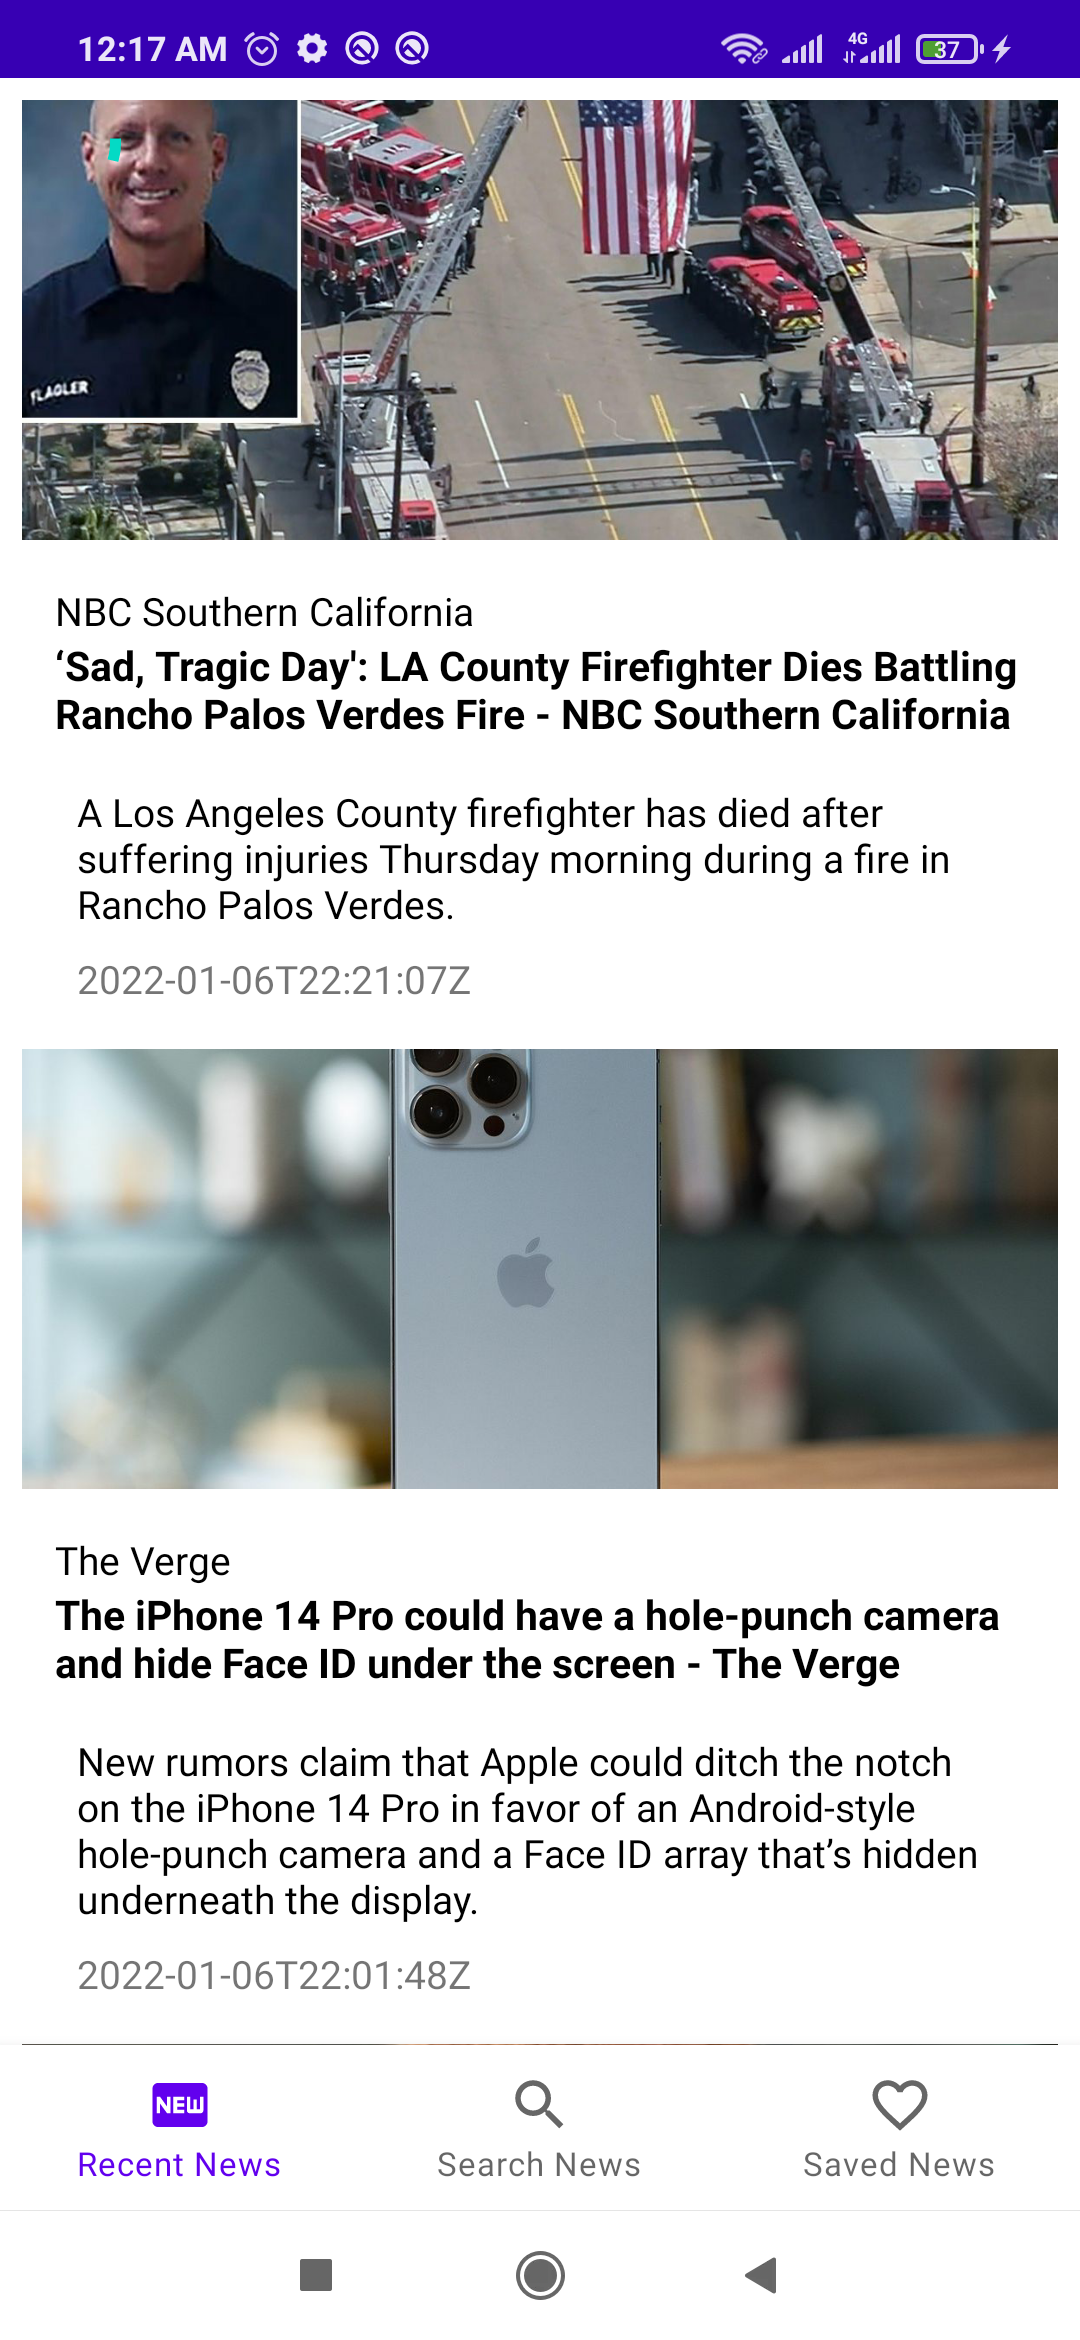 12:17 AM
4G
37
FLAGLER
NBC Southern California
‘Sad, Tragic Day': LA County Firefighter Dies Battling
Rancho Palos Verdes Fire - NBC Southern California
A Los Angeles County firefighter has died after
suffering injuries Thursday morning during a fire in
Rancho Palos Verdes.
2022-01-06T22:21:07Z
The Verge
The iPhone 14 Pro could have a hole-punch camera
and hide Face ID under the screen - The Verge
New rumors claim that Apple could ditch the notch
on the iPhone 14 Pro in favor of an Android-style
hole-punch camera and a Face ID array that’s hidden
underneath the display.
2022-01-06T22:01:48Z
NEW
Recent News
Search News
Saved News